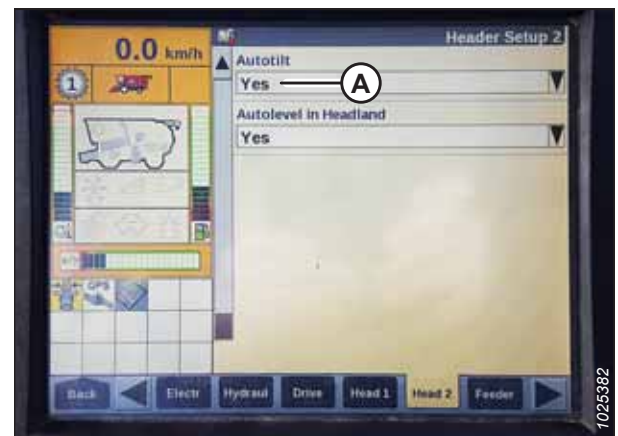 0.0 km/h
Header Setup 2
1
Autotilt
Yes
A
Autolevel in Headland
Yes
GPS
Back
Electr
Hydraul
Drive
Head 1
Head 2
Feeder
1025382